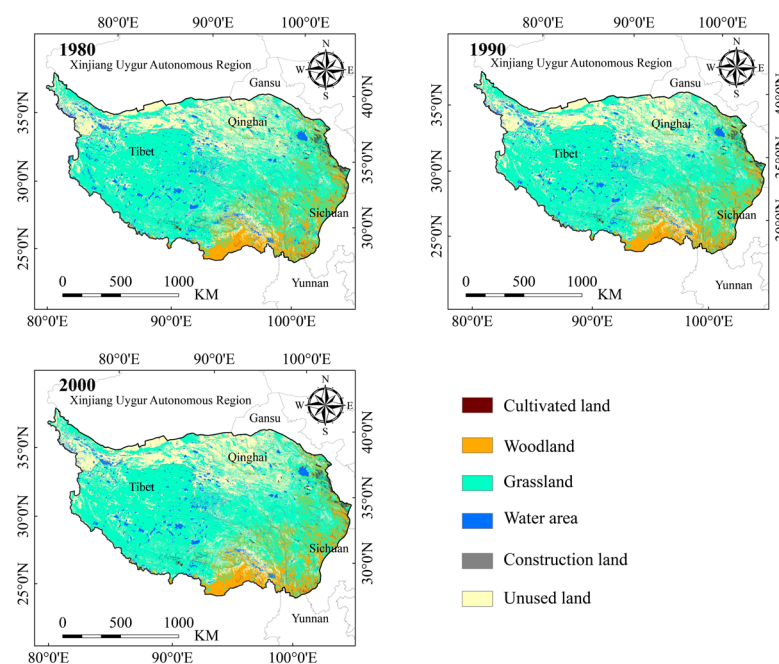 80°0'E 90°0'E 100°0'E
1980
Xinjiang Uygur Autonomous Region
N
W E
S
Gansu
Qinghai
Tibet
Sichuan
Yunnan
35°0'N
30°0'N
25°0'N
40°0'N
35°0'N
30°0'N
0 500 1000
KM
80°0'E 90°0'E 100°0'E
80°0'E 90°0'E 100°0'E
1990
Xinjiang Uygur Autonomous Region
N
W E
S
Gansu
Qinghai
Tibet
Sichuan
Yunnan
35°0'N
30°0'N
25°0'N
0 500 1000
KM
80°0'E 90°0'E 100°0'E
80°0'E 90°0'E 100°0'E
2000
Xinjiang Uygur Autonomous Region
N
W E
S
Gansu
Qinghai
Tibet
Sichuan
Yunnan
35°0'N
30°0'N
25°0'N
40°0'N
35°0'N
30°0'N
0 500 1000
KM
80°0'E 90°0'E 100°0'E
Cultivated land
Woodland
Grassland
Water area
Construction land
Unused land